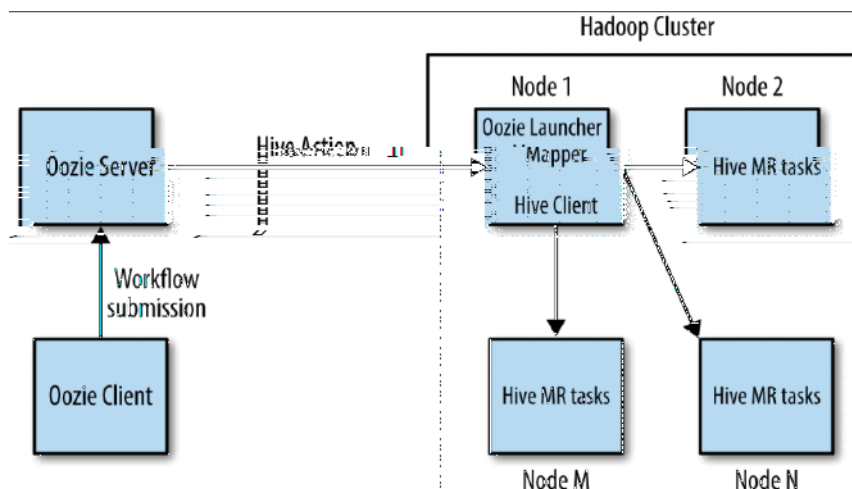 Hadoop Cluster
Node 1
Node 2
Oozie Server
Hive Action
Oozie Launcher
Mapper
Hive Client
Hive MR tasks
Workflow
submission
Oozie Client
Hive MR tasks
Hive MR tasks
Node M
Node N